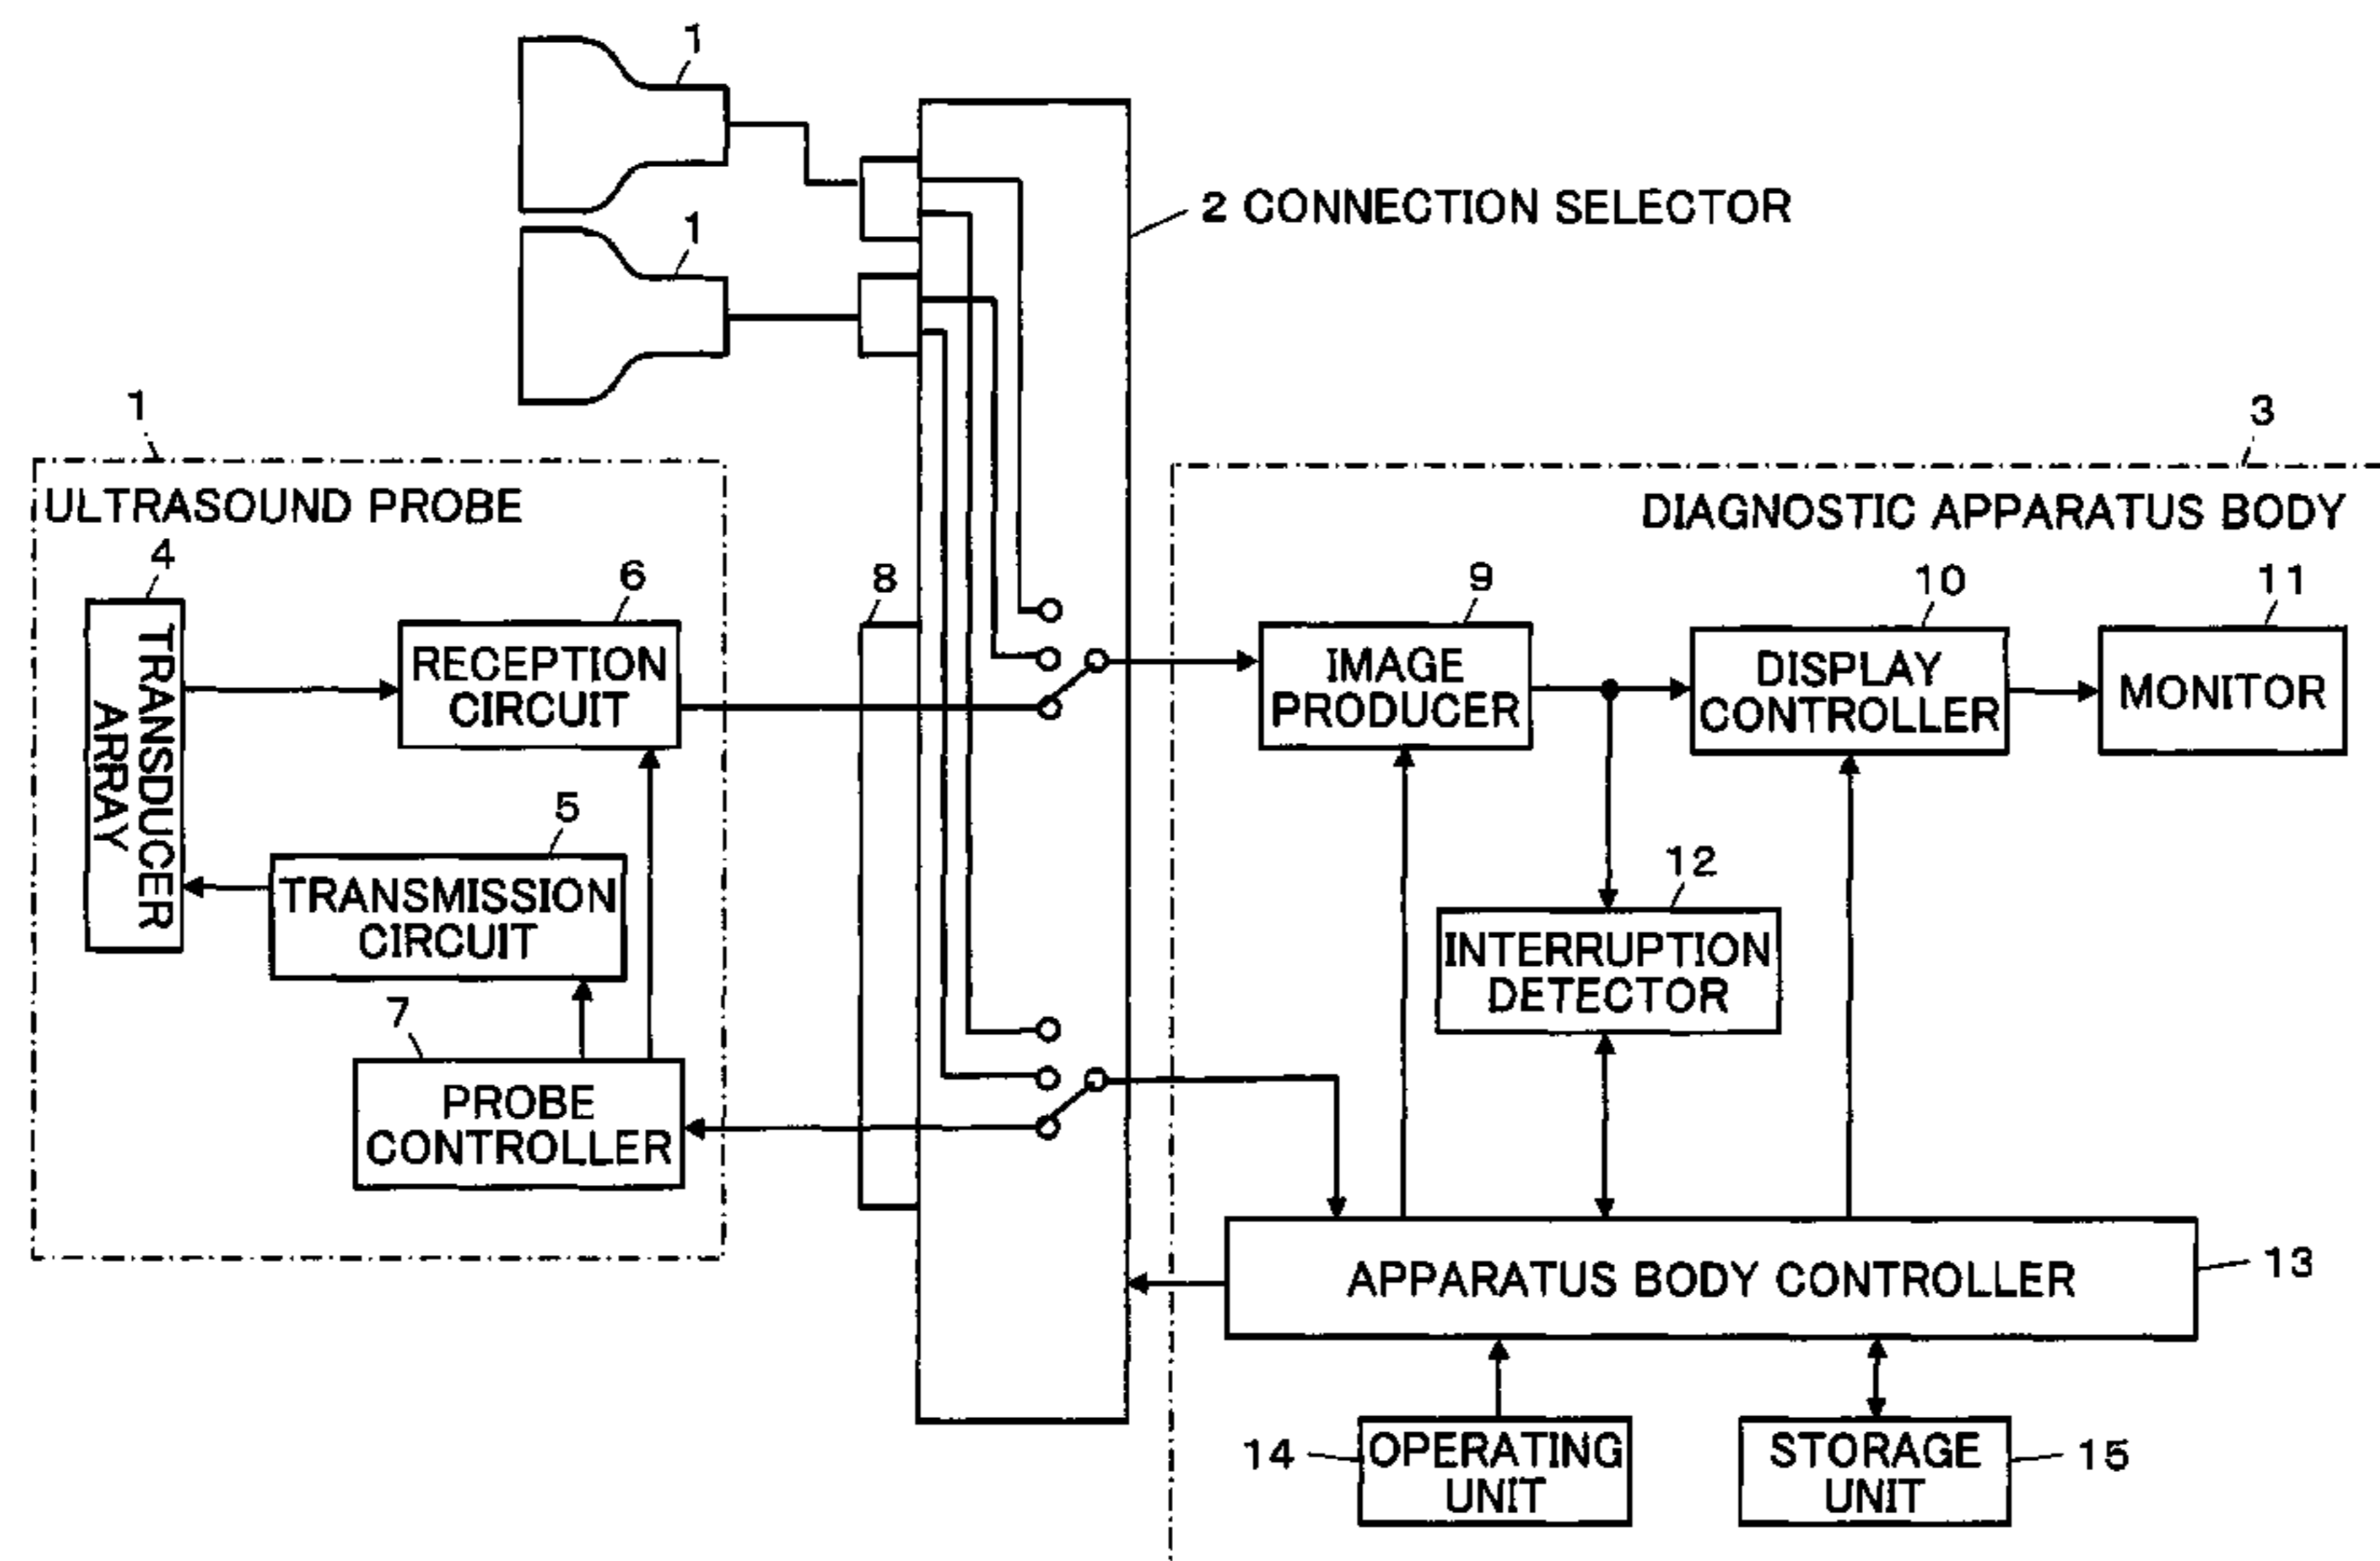 1
1
2 CONNECTION SELECTOR
1
3
ULTRASOUND PROBE
DIAGNOSTIC APPARATUS BODY
4
6
8
9
10
11
TRANSDUCER
ARRAY
RECEPTION
CIRCUIT
IMAGE
PRODUCER
DISPLAY
CONTROLLER
MONITOR
5
TRANSMISSION
CIRCUIT
12
INTERRUPTION
DETECTOR
7
PROBE
CONTROLLER
APPARATUS BODY CONTROLLER
13
14
OPERATING
UNIT
STORAGE
UNIT
15